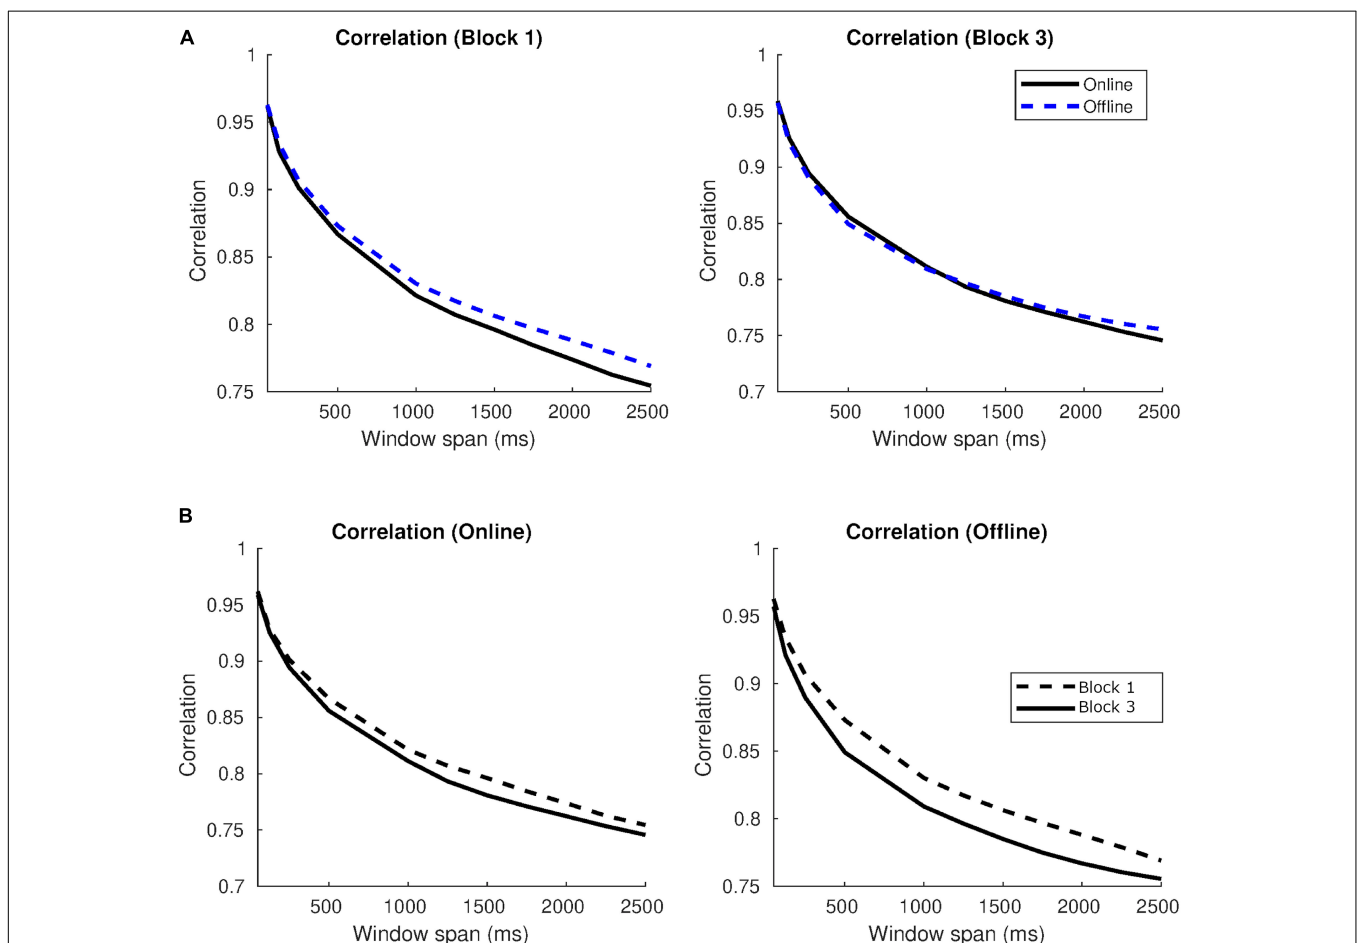 A
Correlation (Block 1)
1
0.95
0.9
0.85
0.8
0.75
Correlation
500 1000 1500 2000 2500
Window span (ms)
Correlation (Block 3)
1
0.95
0.9
0.85
0.8
0.75
0.7
Correlation
Online
Offline
500 1000 1500 2000 2500
Window span (ms)
B
Correlation (Online)
1
0.95
0.9
0.85
0.8
0.75
0.7
Correlation
500 1000 1500 2000 2500
Window span (ms)
Correlation (Offline)
1
0.95
0.9
0.85
0.8
0.75
Correlation
Block 1
Block 3
500 1000 1500 2000 2500
Window span (ms)